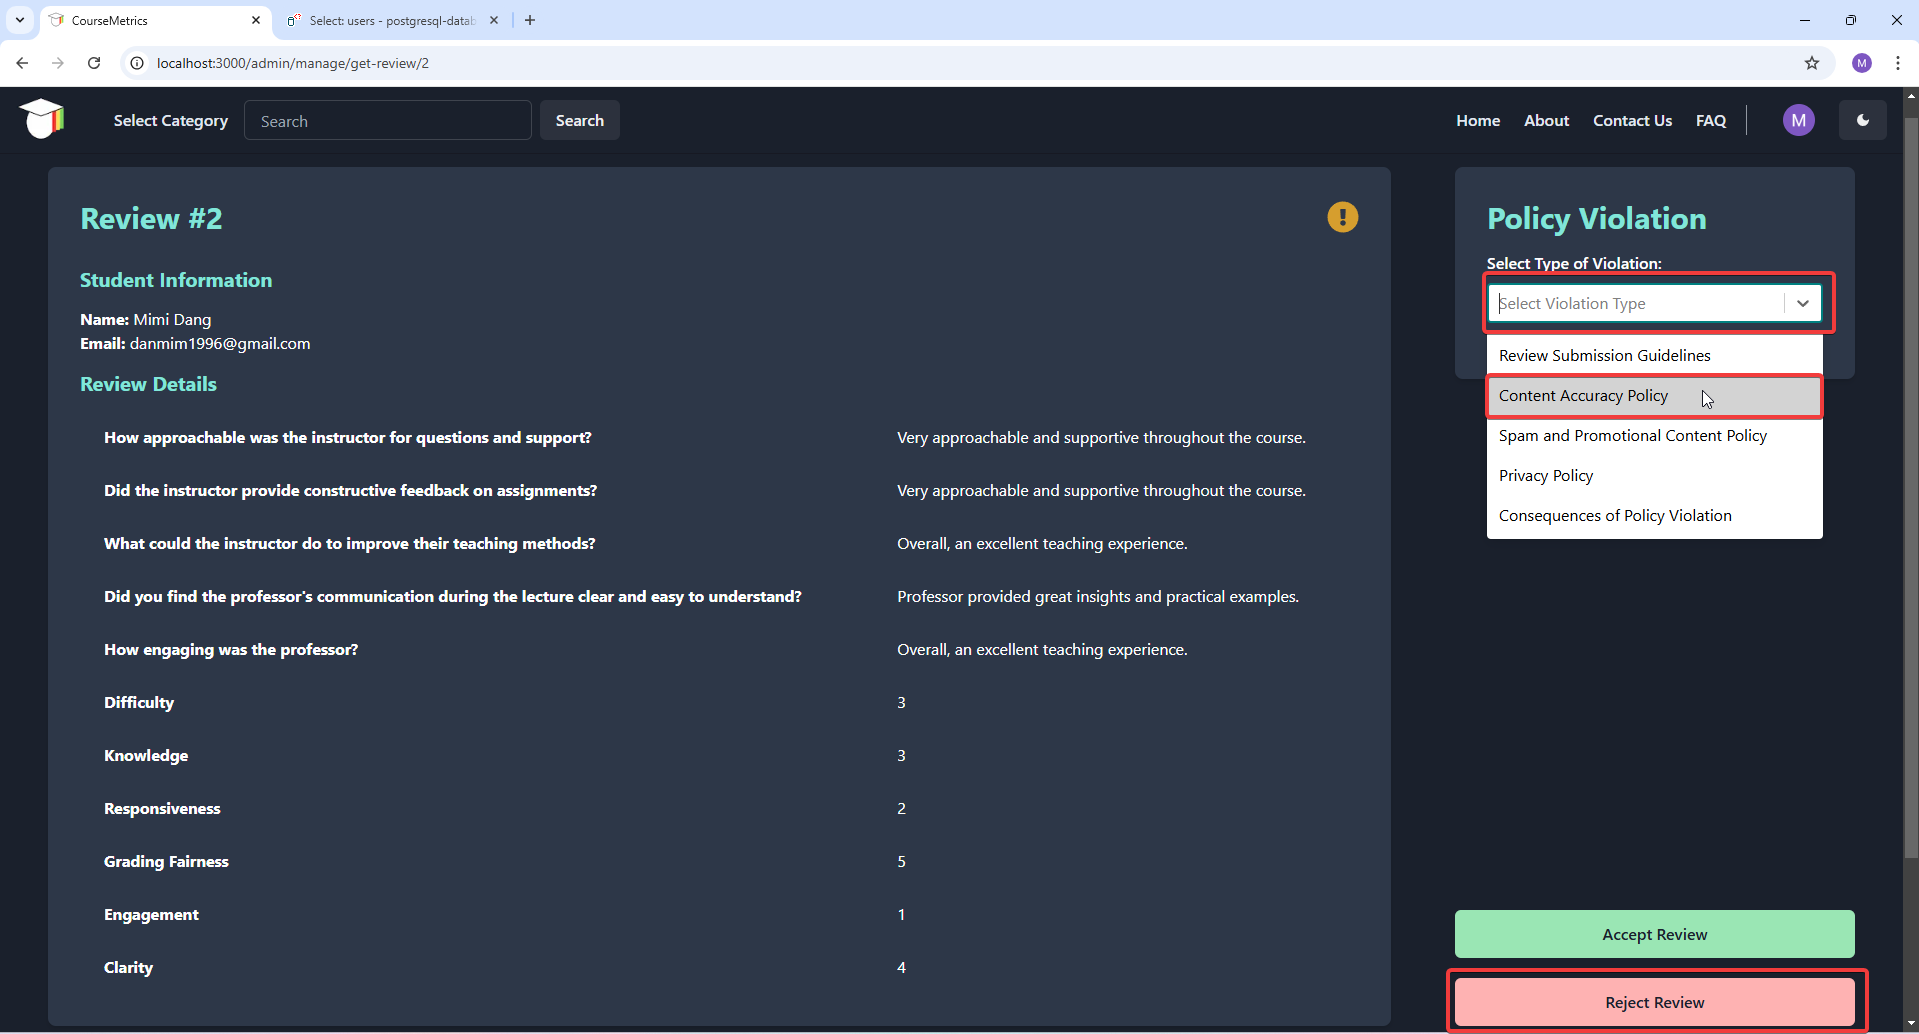 CourseMetrics
Select: users - postgresql-datab
localhost:3000/admin/manage/get-review/2
M
Select Category
Search
Search
Home
About
Contact Us
FAQ
M
Review #2
Student Information
Name: Mimi Dang
Email: danmim1996@gmail.com
Review Details
How approachable was the instructor for questions and support? Very approachable and supportive throughout the course.
Did the instructor provide constructive feedback on assignments? Very approachable and supportive throughout the course.
What could the instructor do to improve their teaching methods? Overall, an excellent teaching experience.
Did you find the professor's communication during the lecture clear and easy to understand? Professor provided great insights and practical examples.
How engaging was the professor? Overall, an excellent teaching experience.
Difficulty 3
Knowledge 3
Responsiveness 2
Grading Fairness 5
Engagement 1
Clarity 4
Policy Violation
Select Type of Violation:
Select Violation Type
Review Submission Guidelines
Content Accuracy Policy
Spam and Promotional Content Policy
Privacy Policy
Consequences of Policy Violation
Accept Review
Reject Review